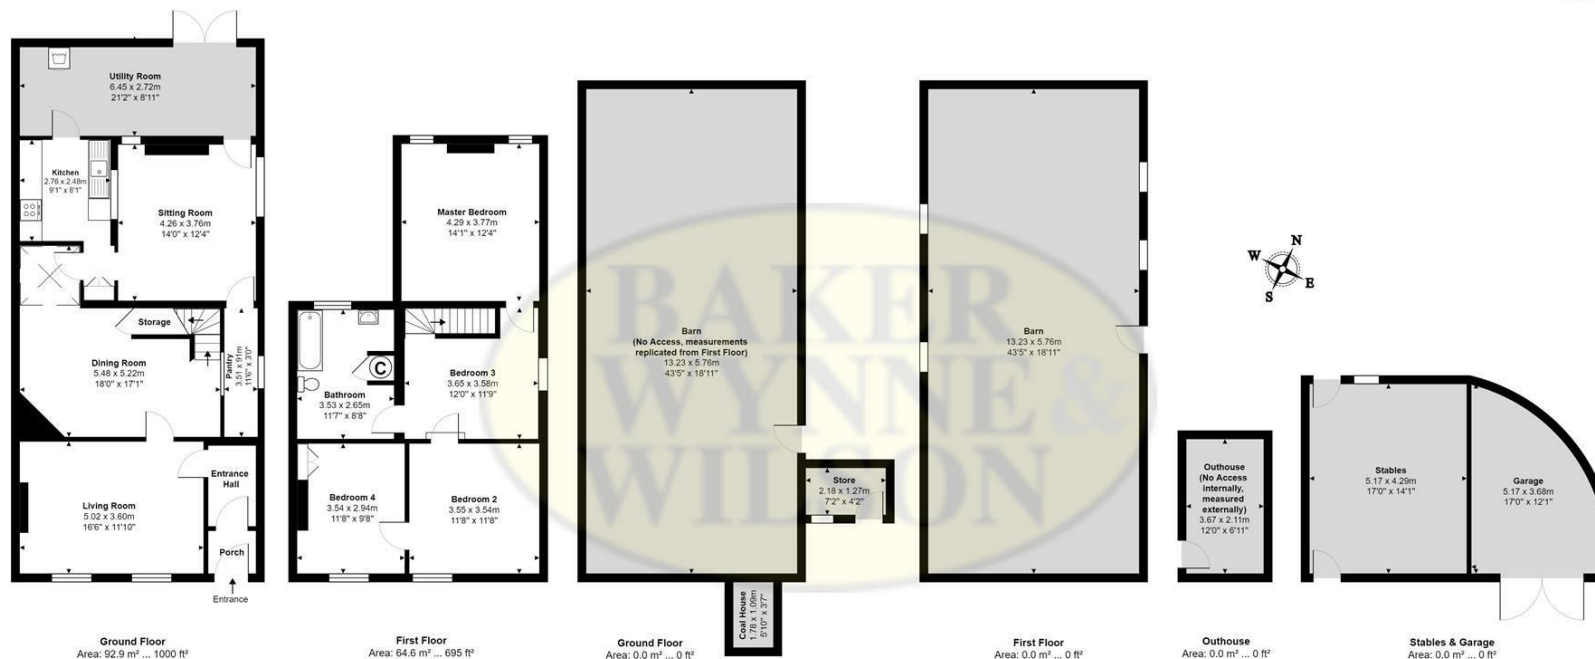 Utility Room
6.45 x 2.72m
21'2" x 8'11"
Kitchen
2.76 x 2.48m
9'1" x 8'1"
Sitting Room
4.26 x 3.76m
14'0" x 12'4"
Storage
Dining Room
5.48 x 5.22m
18'0" x 17'1"
Pantry
3.51 x 91m
11'6" x 3'0"
Living Room
5.02 x 3.60m
16'6" x 11'10"
Entrance
Hall
Porch
Entrance
Ground Floor
Area: 92.9 m² ... 1000 ft²
Master Bedroom
4.29 x 3.77m
14'1" x 12'4"
C
Bathroom
3.53 x 2.65m
11'7" x 8'8"
Bedroom 3
3.65 x 3.58m
12'0" x 11'9"
Bedroom 4
3.54 x 2.94m
11'8" x 9'8"
Bedroom 2
3.55 x 3.54m
11'8" x 11'8"
First Floor
Area: 64.6 m² ... 695 ft²
Barn
(No Access, measurements
replicated from First Floor)
13.23 x 5.76m
43'5" x 18'11"
Store
2.18 x 1.27m
7'2" x 4'2"
Coal House
1.78 x 1.09m
5'10" x 3'7"
Ground Floor
Area: 0.0 m² ... 0 ft²
Barn
13.23 x 5.76m
43'5" x 18'11"
First Floor
Area: 0.0 m² ... 0 ft²
BAKER
WYNNE &
WILSON
N
W
E
S
Outhouse
(No Access
internally,
measured
externally)
3.67 x 2.11m
12'0" x 6'11"
Outhouse
Area: 0.0 m² ... 0 ft²
Stables
5.17 x 4.29m
17'0" x 14'1"
Garage
5.17 x 3.68m
17'0" x 12'1"
Stables & Garage
Area: 0.0 m² ... 0 ft²